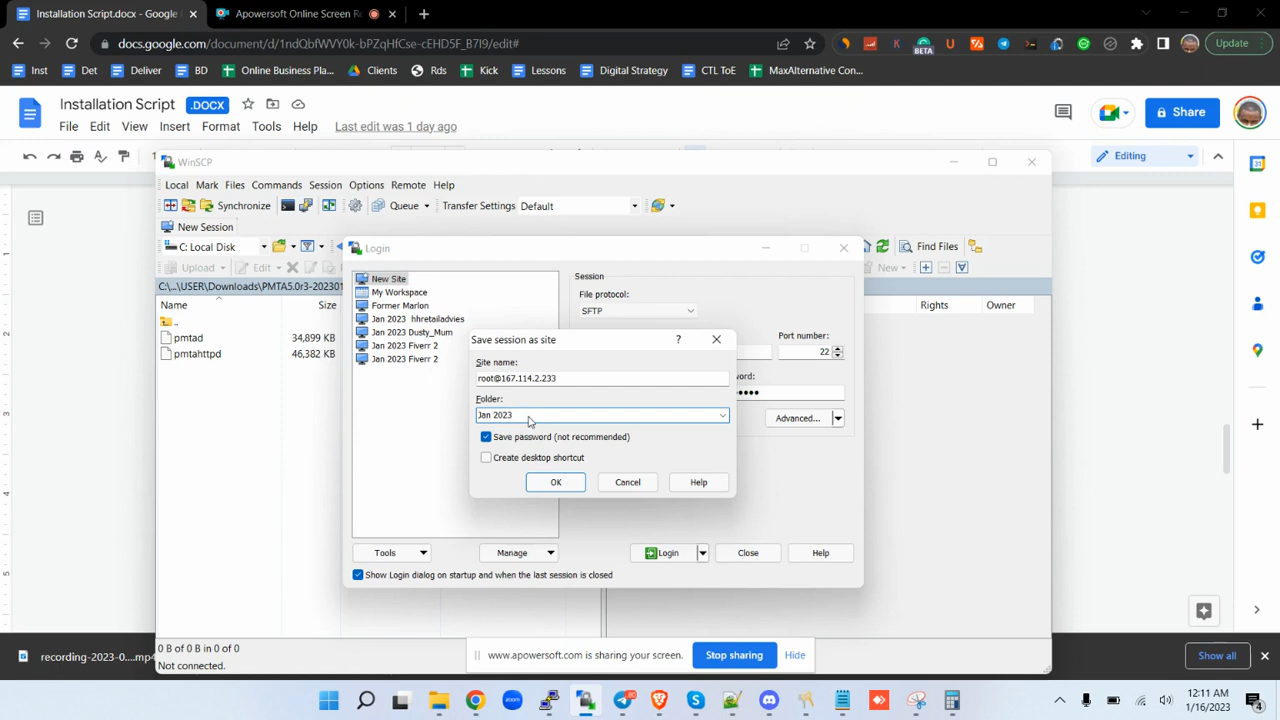 Installation Script.docx - Google
Apowersoft Online Screen R
docs.google.com/document/d/1ndQbfWVY0k-bPZqHfCse-cEHD5F_B7I9/edit#
BETA
Update
Inst
Det
Deliver
BD
Online Business Pla...
Clients
Rds
Kick
Lessons
Digital Strategy
CTL ToE
MaxAlternative Con...
Installation Script
.DOCX
File
Edit
View
Insert
Format
Tools
Help
Last edit was 1 day ago
Share
Editing
WinSCP
Local
Mark
Files
Commands
Session
Options
Remote
Help
Synchronize
Queue
Transfer Settings
Default
New Session
C: Local Disk
Find Files
Upload
Edit
New
C:\...\USER\Downloads\PMTA5.0r3-202301
Name
Size
Rights
Owner
..
pmtad
34,899 KB
pmtahttpd
46,382 KB
Login
New Site
My Workspace
Former Marlon
Jan 2023 hhretailadvies
Jan 2023 Dusty_Mum
Jan 2023 Fiverr 2
Jan 2023 Fiverr 2
Session
File protocol:
SFTP
Port number:
22
word:
Advanced...
Save session as site
?
Site name:
root@167.114.2.233
Folder:
Jan 2023
Save password (not recommended)
Create desktop shortcut
OK
Cancel
Help
Tools
Manage
Login
Close
Help
Show Login dialog on startup and when the last session is closed
0 B of 0 B in 0 of 0
Not connected.
www.apowersoft.com is sharing your screen.
Stop sharing
Hide
recording-2023-0....mp4
Show all
12:11 AM
1/16/2023
4